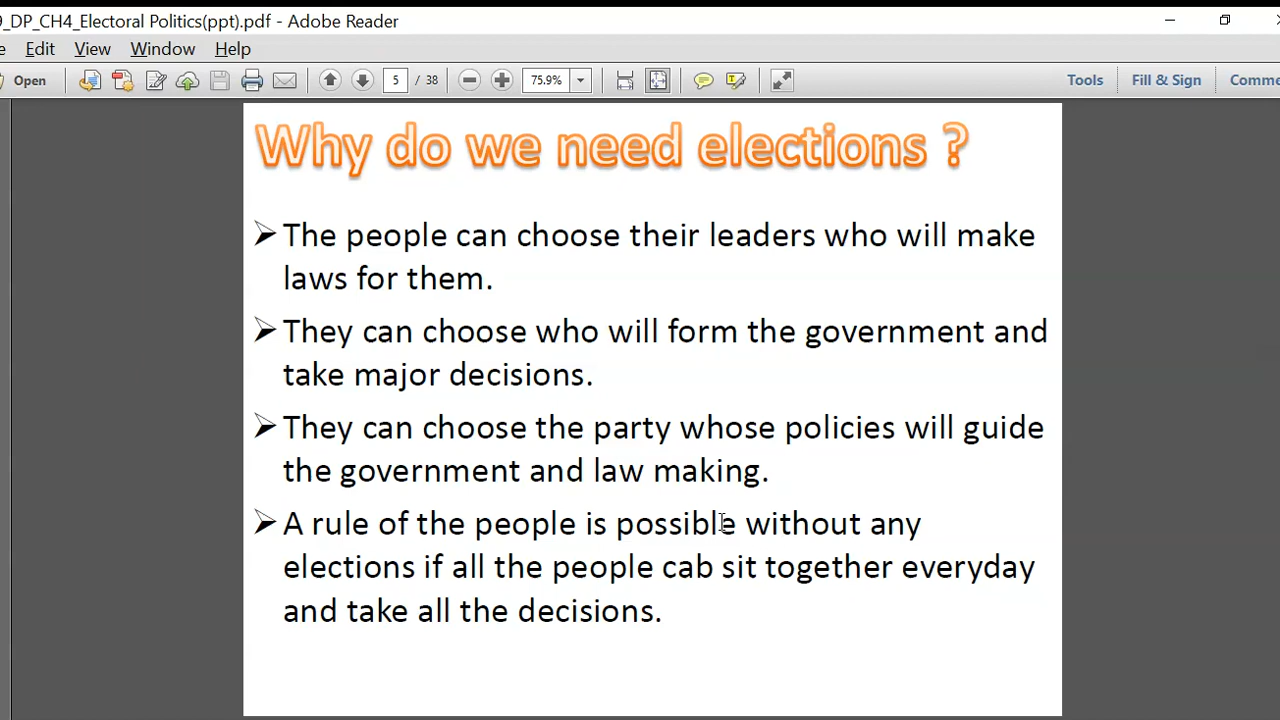 9_DP_CH4_Electoral Politics(ppt).pdf - Adobe Reader
e Edit View Window Help
Open 5 / 38 75.9% Tools Fill & Sign Comme
Why do we need elections ?
➢The people can choose their leaders who will make
laws for them.
➢They can choose who will form the government and
take major decisions.
➢They can choose the party whose policies will guide
the government and law making.
➢A rule of the people is possible without any
elections if all the people cab sit together everyday
and take all the decisions.